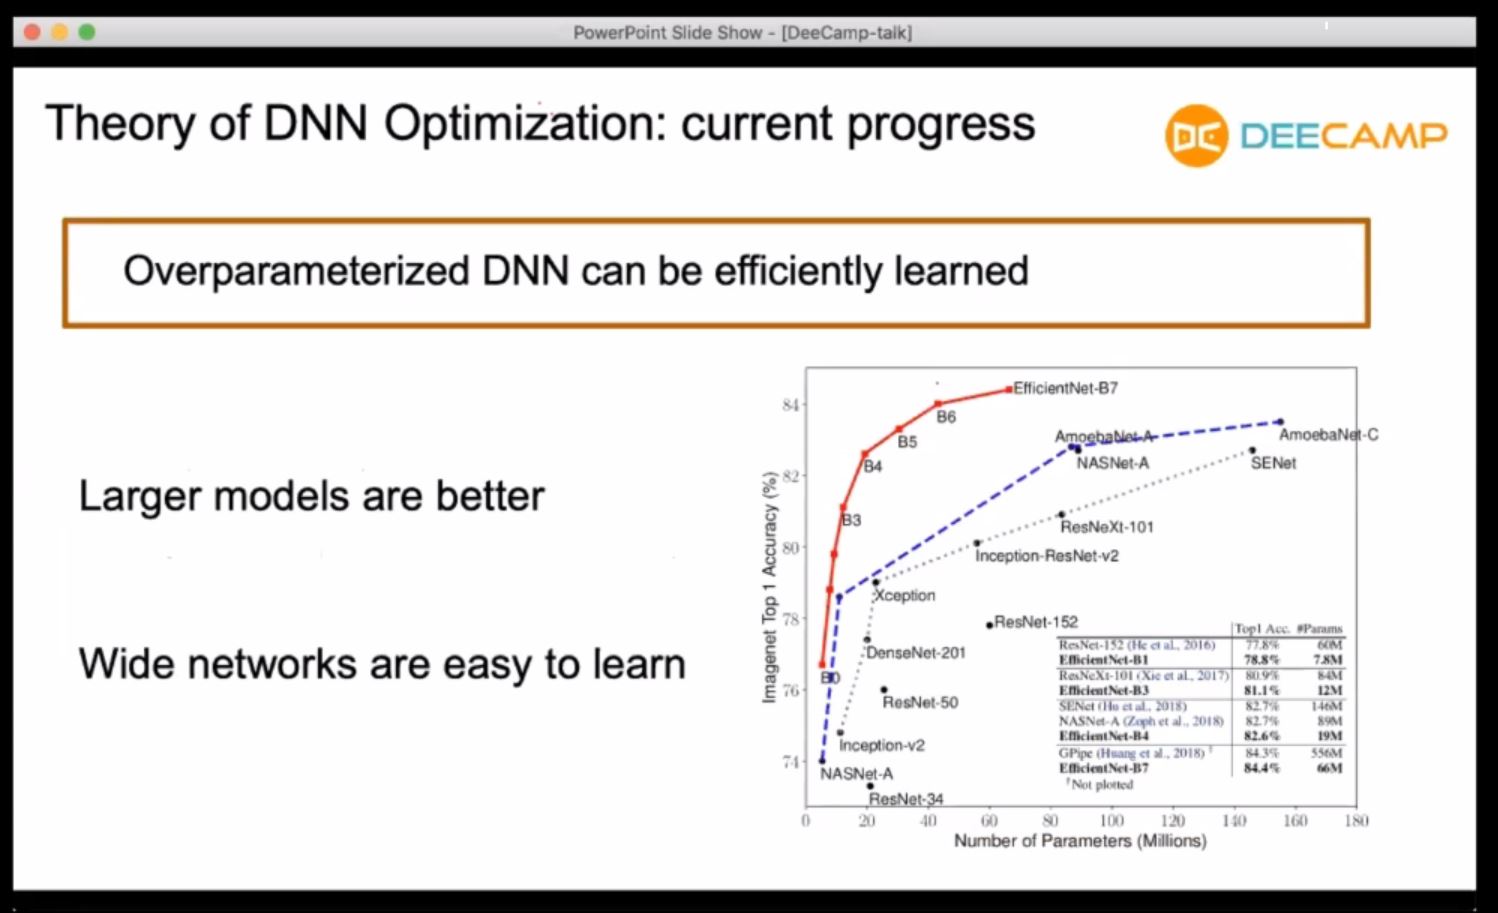 PowerPoint Slide Show - [DeeCamp-talk]
Theory of DNN Optimization: current progress
DEECAMP
Overparameterized DNN can be efficiently learned
Larger models are better
Wide networks are easy to learn
Imagenet Top 1 Accuracy (%)
84
82
80
78
76
74
EfficientNet-B7
B6
B5
B4
B3
B0
AmoebaNet-A
AmoebaNet-C
NASNet-A
SENet
ResNeXt-101
Inception-ResNet-v2
Xception
ResNet-152
DenseNet-201
ResNet-50
Inception-v2
NASNet-A
ResNet-34
Top1 Acc. #Params
ResNet-152 (He et al., 2016) 77.8% 60M
EfficientNet-B1 78.8% 7.8M
ResNeXt-101 (Xie et al., 2017) 80.9% 84M
EfficientNet-B3 81.1% 12M
SENet (Hu et al., 2018) 82.7% 146M
NASNet-A (Zoph et al., 2018) 82.7% 89M
EfficientNet-B4 82.6% 19M
GPipe (Huang et al., 2018) † 84.3% 556M
EfficientNet-B7 84.4% 66M
†Not plotted
0 20 40 60 80 100 120 140 160 180
Number of Parameters (Millions)